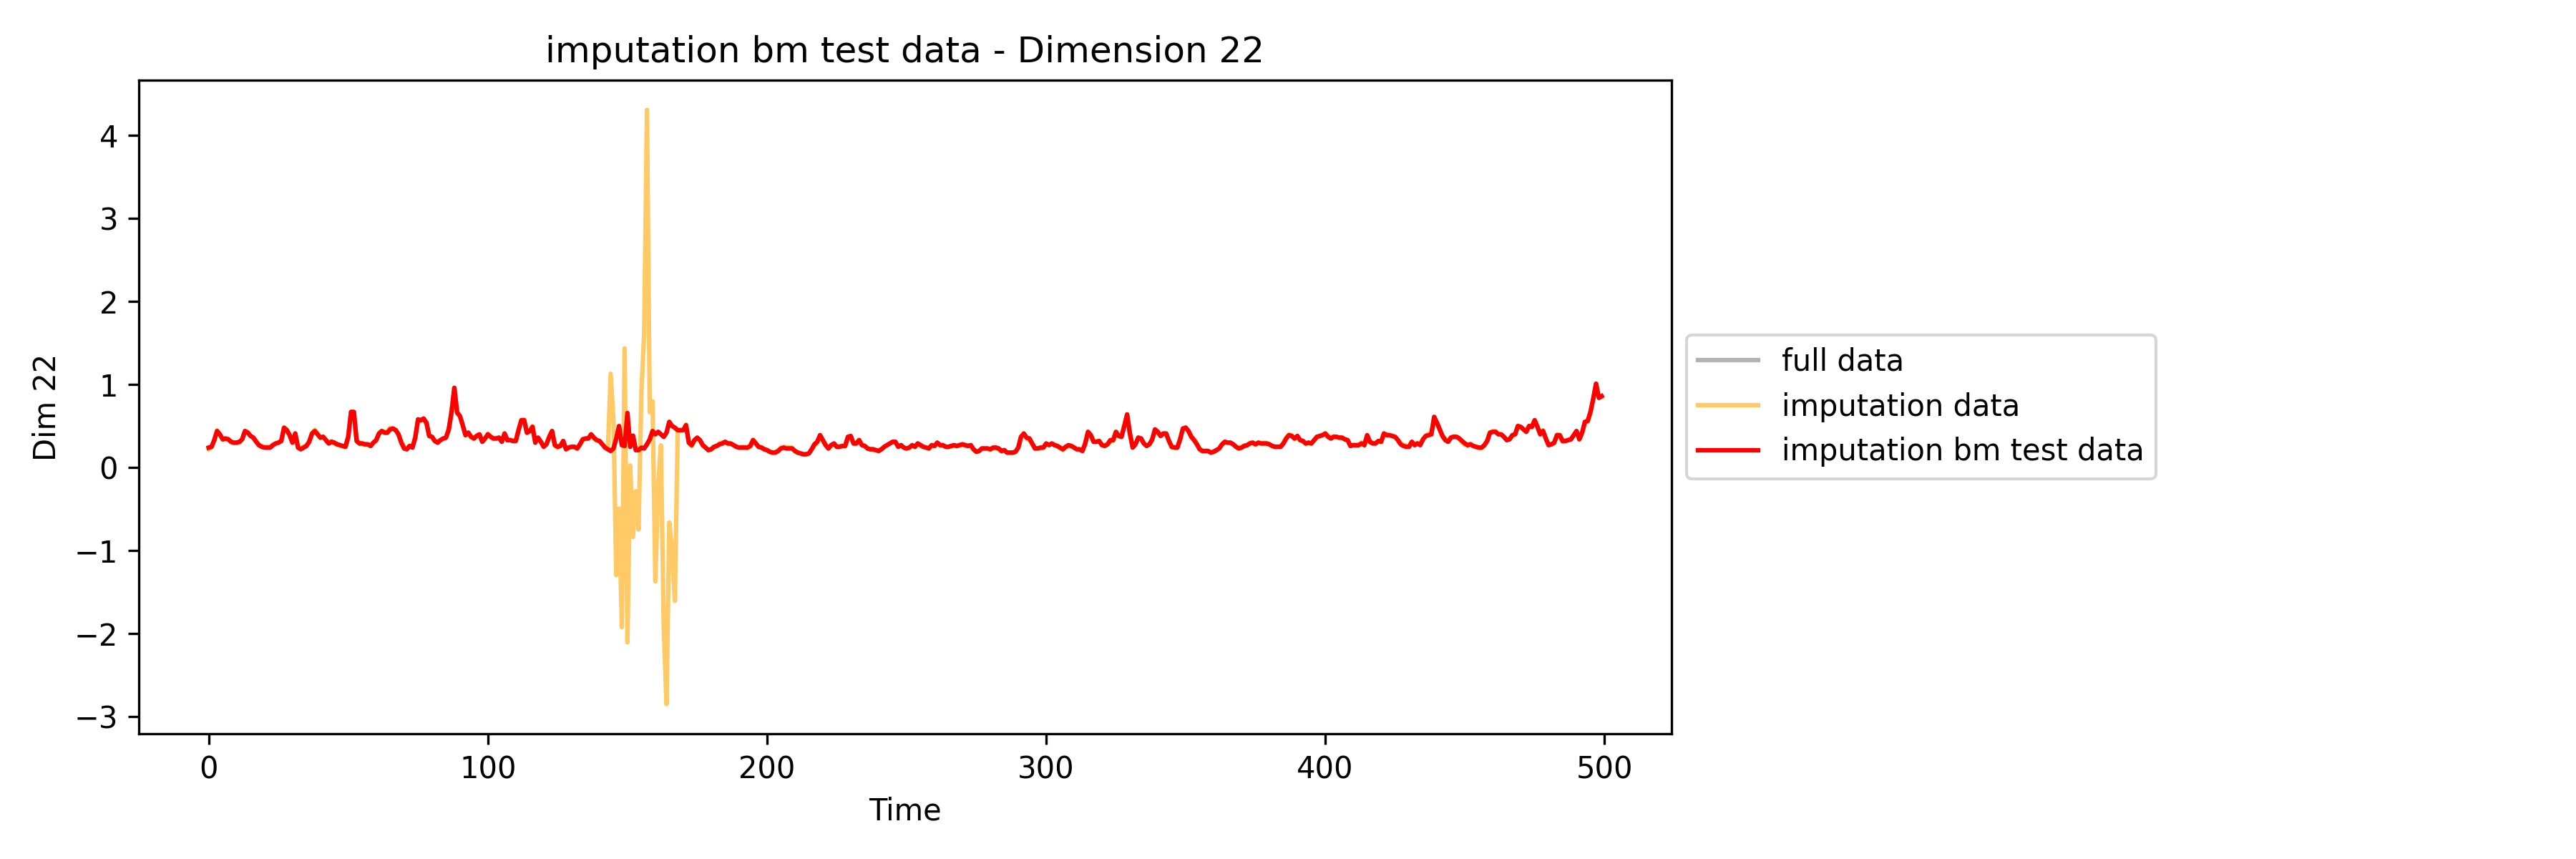 imputation bm test data - Dimension 22
Dim 22
4
3
2
1
0
−1
−2
−3
0 100 200 300 400 500
Time
full data
imputation data
imputation bm test data